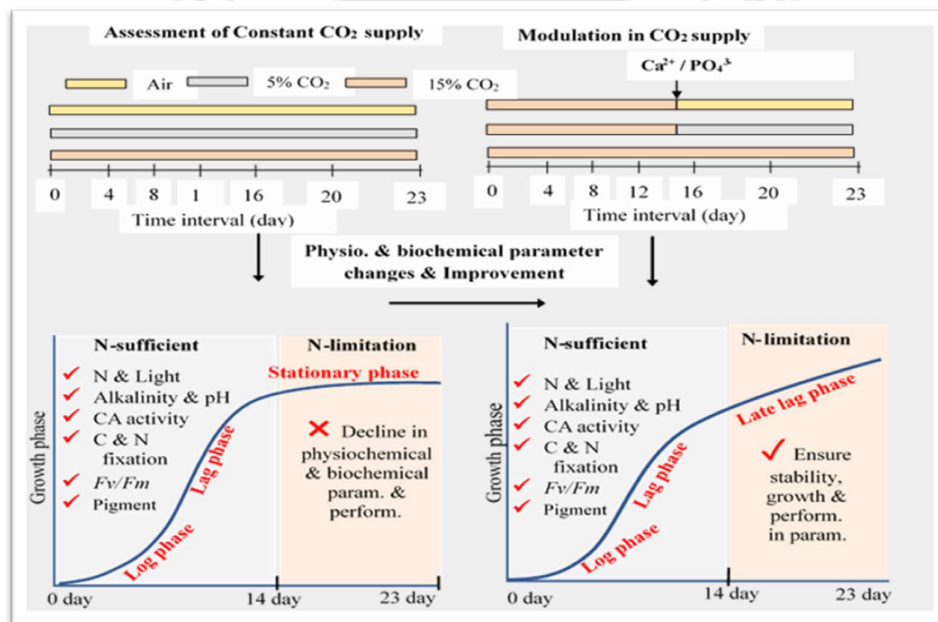 Assessment of Constant CO₂ supply
Air
5% CO₂
15% CO₂
0 4 8 1 16 20 23
Time interval (day)
Modulation in CO₂ supply
Ca²⁺ / PO₄³⁻
0 4 8 12 16 20 23
Time interval (day)
Physio. & biochemical parameter
changes & Improvement
Growth phase
N-sufficient
N & Light
Alkalinity & pH
CA activity
C & N
fixation
Fv/Fm
Pigment
Log phase
Lag phase
N-limitation
Stationary phase
Decline in
physiochemical
& biochemical
param. &
perform.
0 day 14 day 23 day
Growth phase
N-sufficient
N & Light
Alkalinity & pH
CA activity
C & N
fixation
Fv/Fm
Pigment
Log phase
Lag phase
N-limitation
Late lag phase
Ensure
stability,
growth &
perform.
in param.
0 day 14 day 23 day